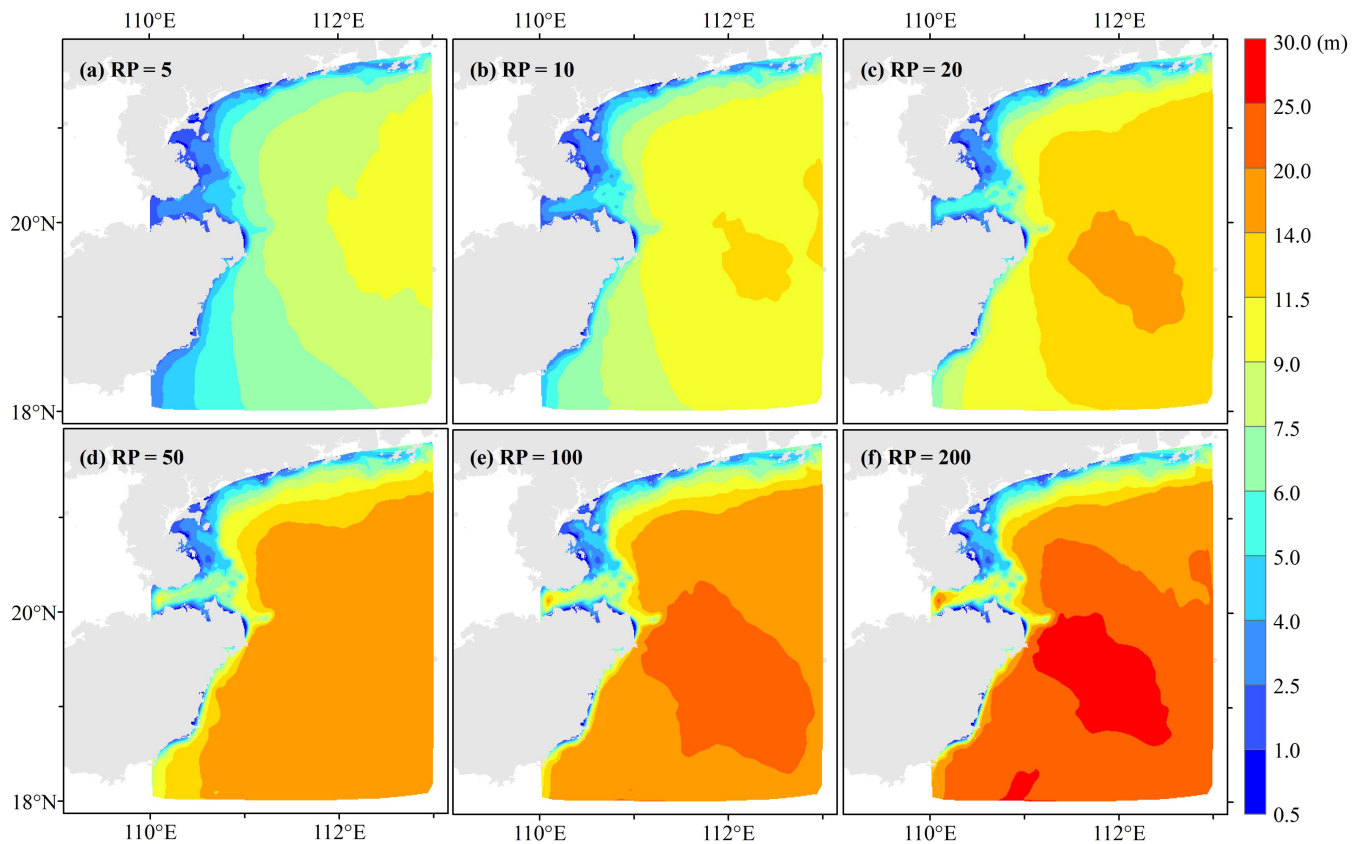 110°E 112°E 110°E 112°E 110°E 112°E
(a) RP = 5 (b) RP = 10 (c) RP = 20
20°N
18°N
(d) RP = 50 (e) RP = 100 (f) RP = 200
20°N
18°N
110°E 112°E 110°E 112°E 110°E 112°E
30.0 (m)
25.0
20.0
14.0
11.5
9.0
7.5
6.0
5.0
4.0
2.5
1.0
0.5